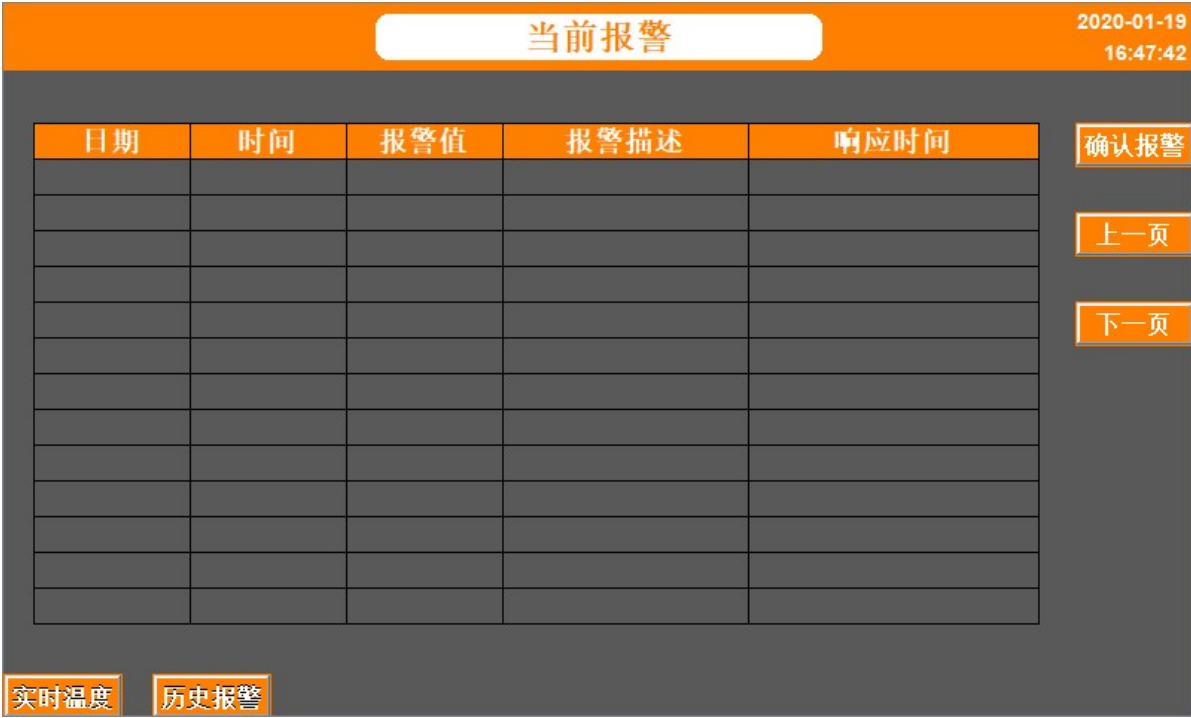 当前报警
2020-01-19
16:47:42
日期 时间 报警值 报警描述 响应时间
确认报警
上一页
下一页
实时温度 历史报警